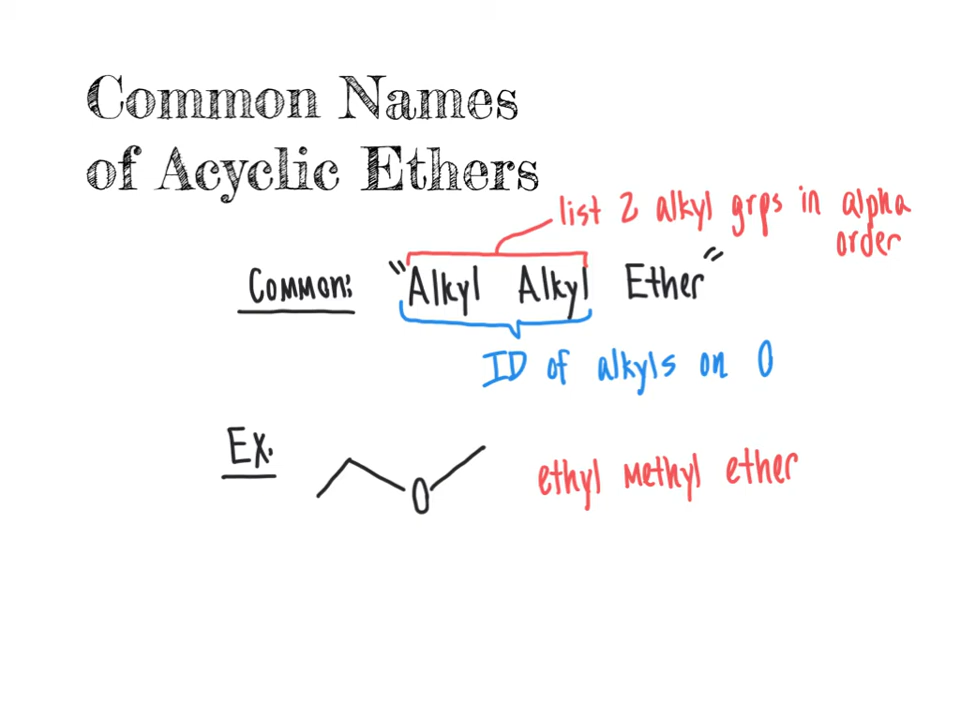 Common Names
of Acyclic Ethers
list 2 alkyl grps in alpha
order
Common: "Alkyl Alkyl Ether"
ID of alkyls on O
Ex.
O
ethyl methyl ether